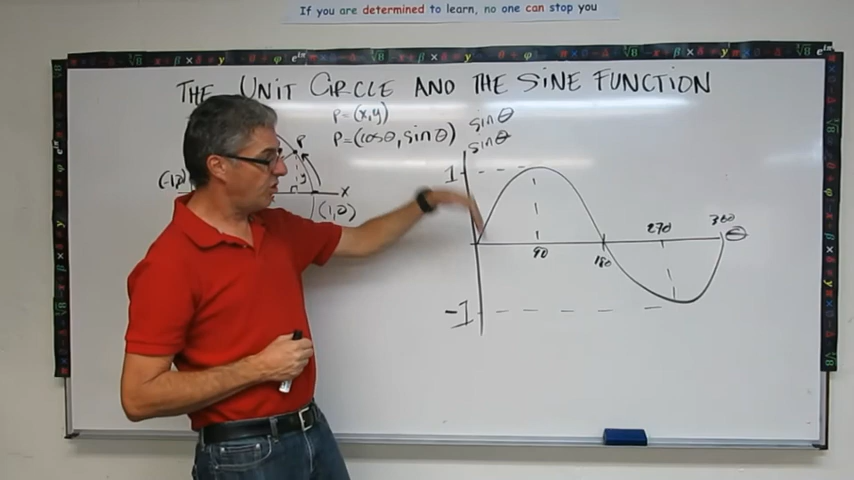 If you are determined to learn, no one can stop you
THE UNIT CIRCLE AND THE SINE FUNCTION
P=(x,y)
P=(cosθ, sinθ)
sinθ
sinθ
P
y
x
(1,0)
1
90
180
270
360
θ
-1